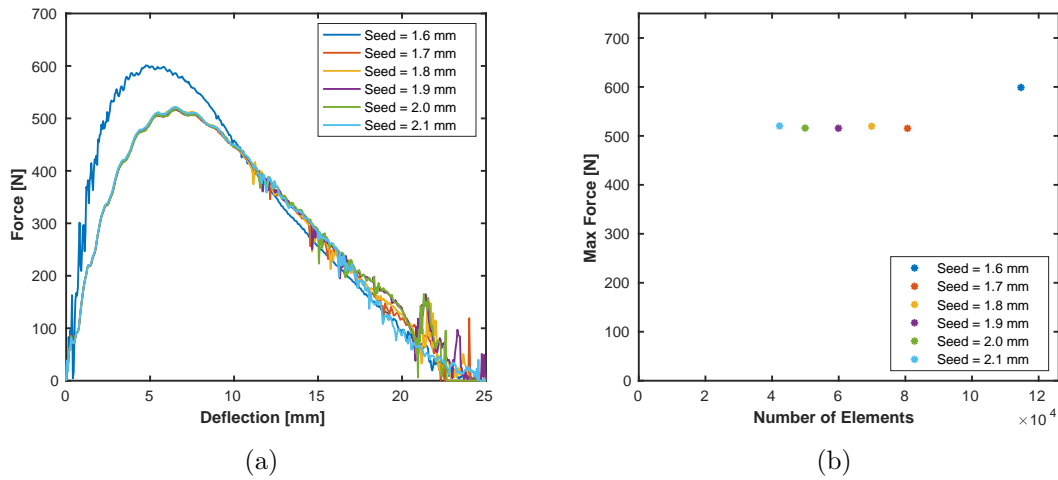 700
600
500
400
300
200
100
0
Force [N]
Seed = 1.6 mm
Seed = 1.7 mm
Seed = 1.8 mm
Seed = 1.9 mm
Seed = 2.0 mm
Seed = 2.1 mm
0 5 10 15 20 25
Deflection [mm]
(a)
700
600
500
400
300
200
100
0
Max Force [N]
Seed = 1.6 mm
Seed = 1.7 mm
Seed = 1.8 mm
Seed = 1.9 mm
Seed = 2.0 mm
Seed = 2.1 mm
0 2 4 6 8 10 12
Number of Elements
× 10⁴
(b)